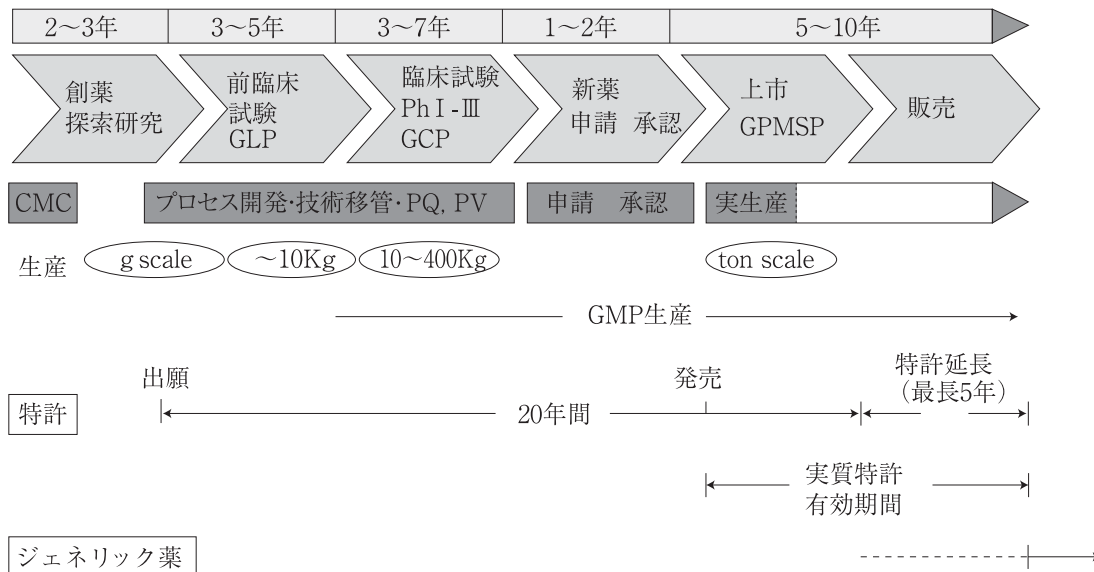 2～3年 3～5年 3～7年 1～2年 5～10年
創薬
探索研究
前臨床
試験
GLP
臨床試験
PhⅠ-Ⅲ
GCP
新薬
申請 承認
上市
GPMSP
販売
CMC プロセス開発・技術移管・PQ, PV 申請 承認 実生産
生産 g scale ～10Kg 10～400Kg ton scale
GMP生産
出願 発売
特許延長
（最長5年）
特許 20年間
実質特許
有効期間
ジェネリック薬